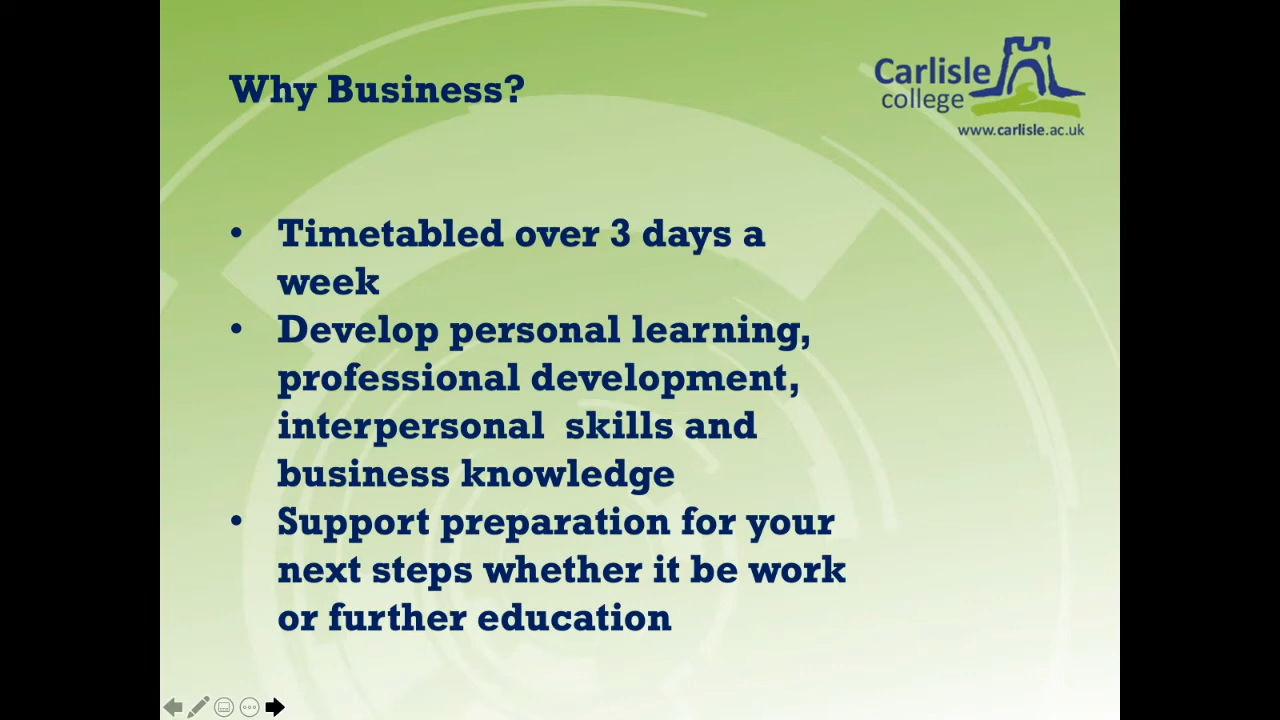 Why Business?
Carlisle
college
www.carlisle.ac.uk
• Timetabled over 3 days a
week
• Develop personal learning,
professional development,
interpersonal  skills and
business knowledge
• Support preparation for your
next steps whether it be work
or further education